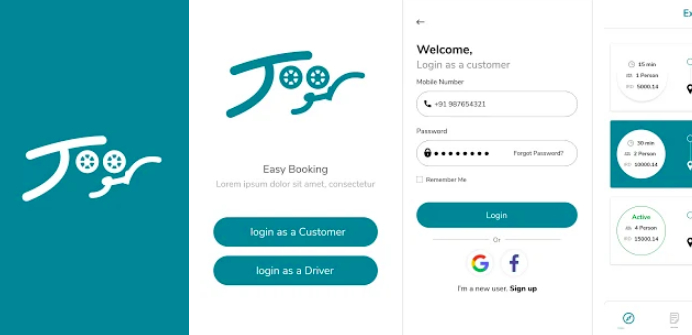 Easy Booking
Lorem ipsum dolor sit amet, consectetur
login as a Customer
login as a Driver
Welcome,
Login as a customer
Mobile Number
+91 987654321
Password
Forgot Password?
Remember Me
Login
Or
I'm a new user. Sign up
Ex
15 min
1 Person
5000.14
30 min
2 Person
10000.14
Active
4 Person
15000.14